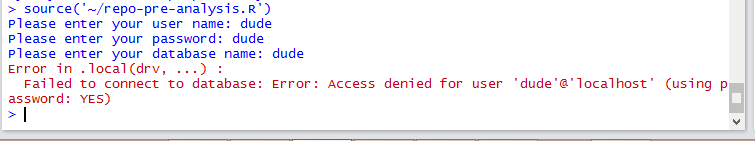 > source('~/repo-pre-analysis.R')
Please enter your user name: dude
Please enter your password: dude
Please enter your database name: dude
Error in .local(drv, ...) :
  Failed to connect to database: Error: Access denied for user 'dude'@'localhost' (using p
assword: YES)
>